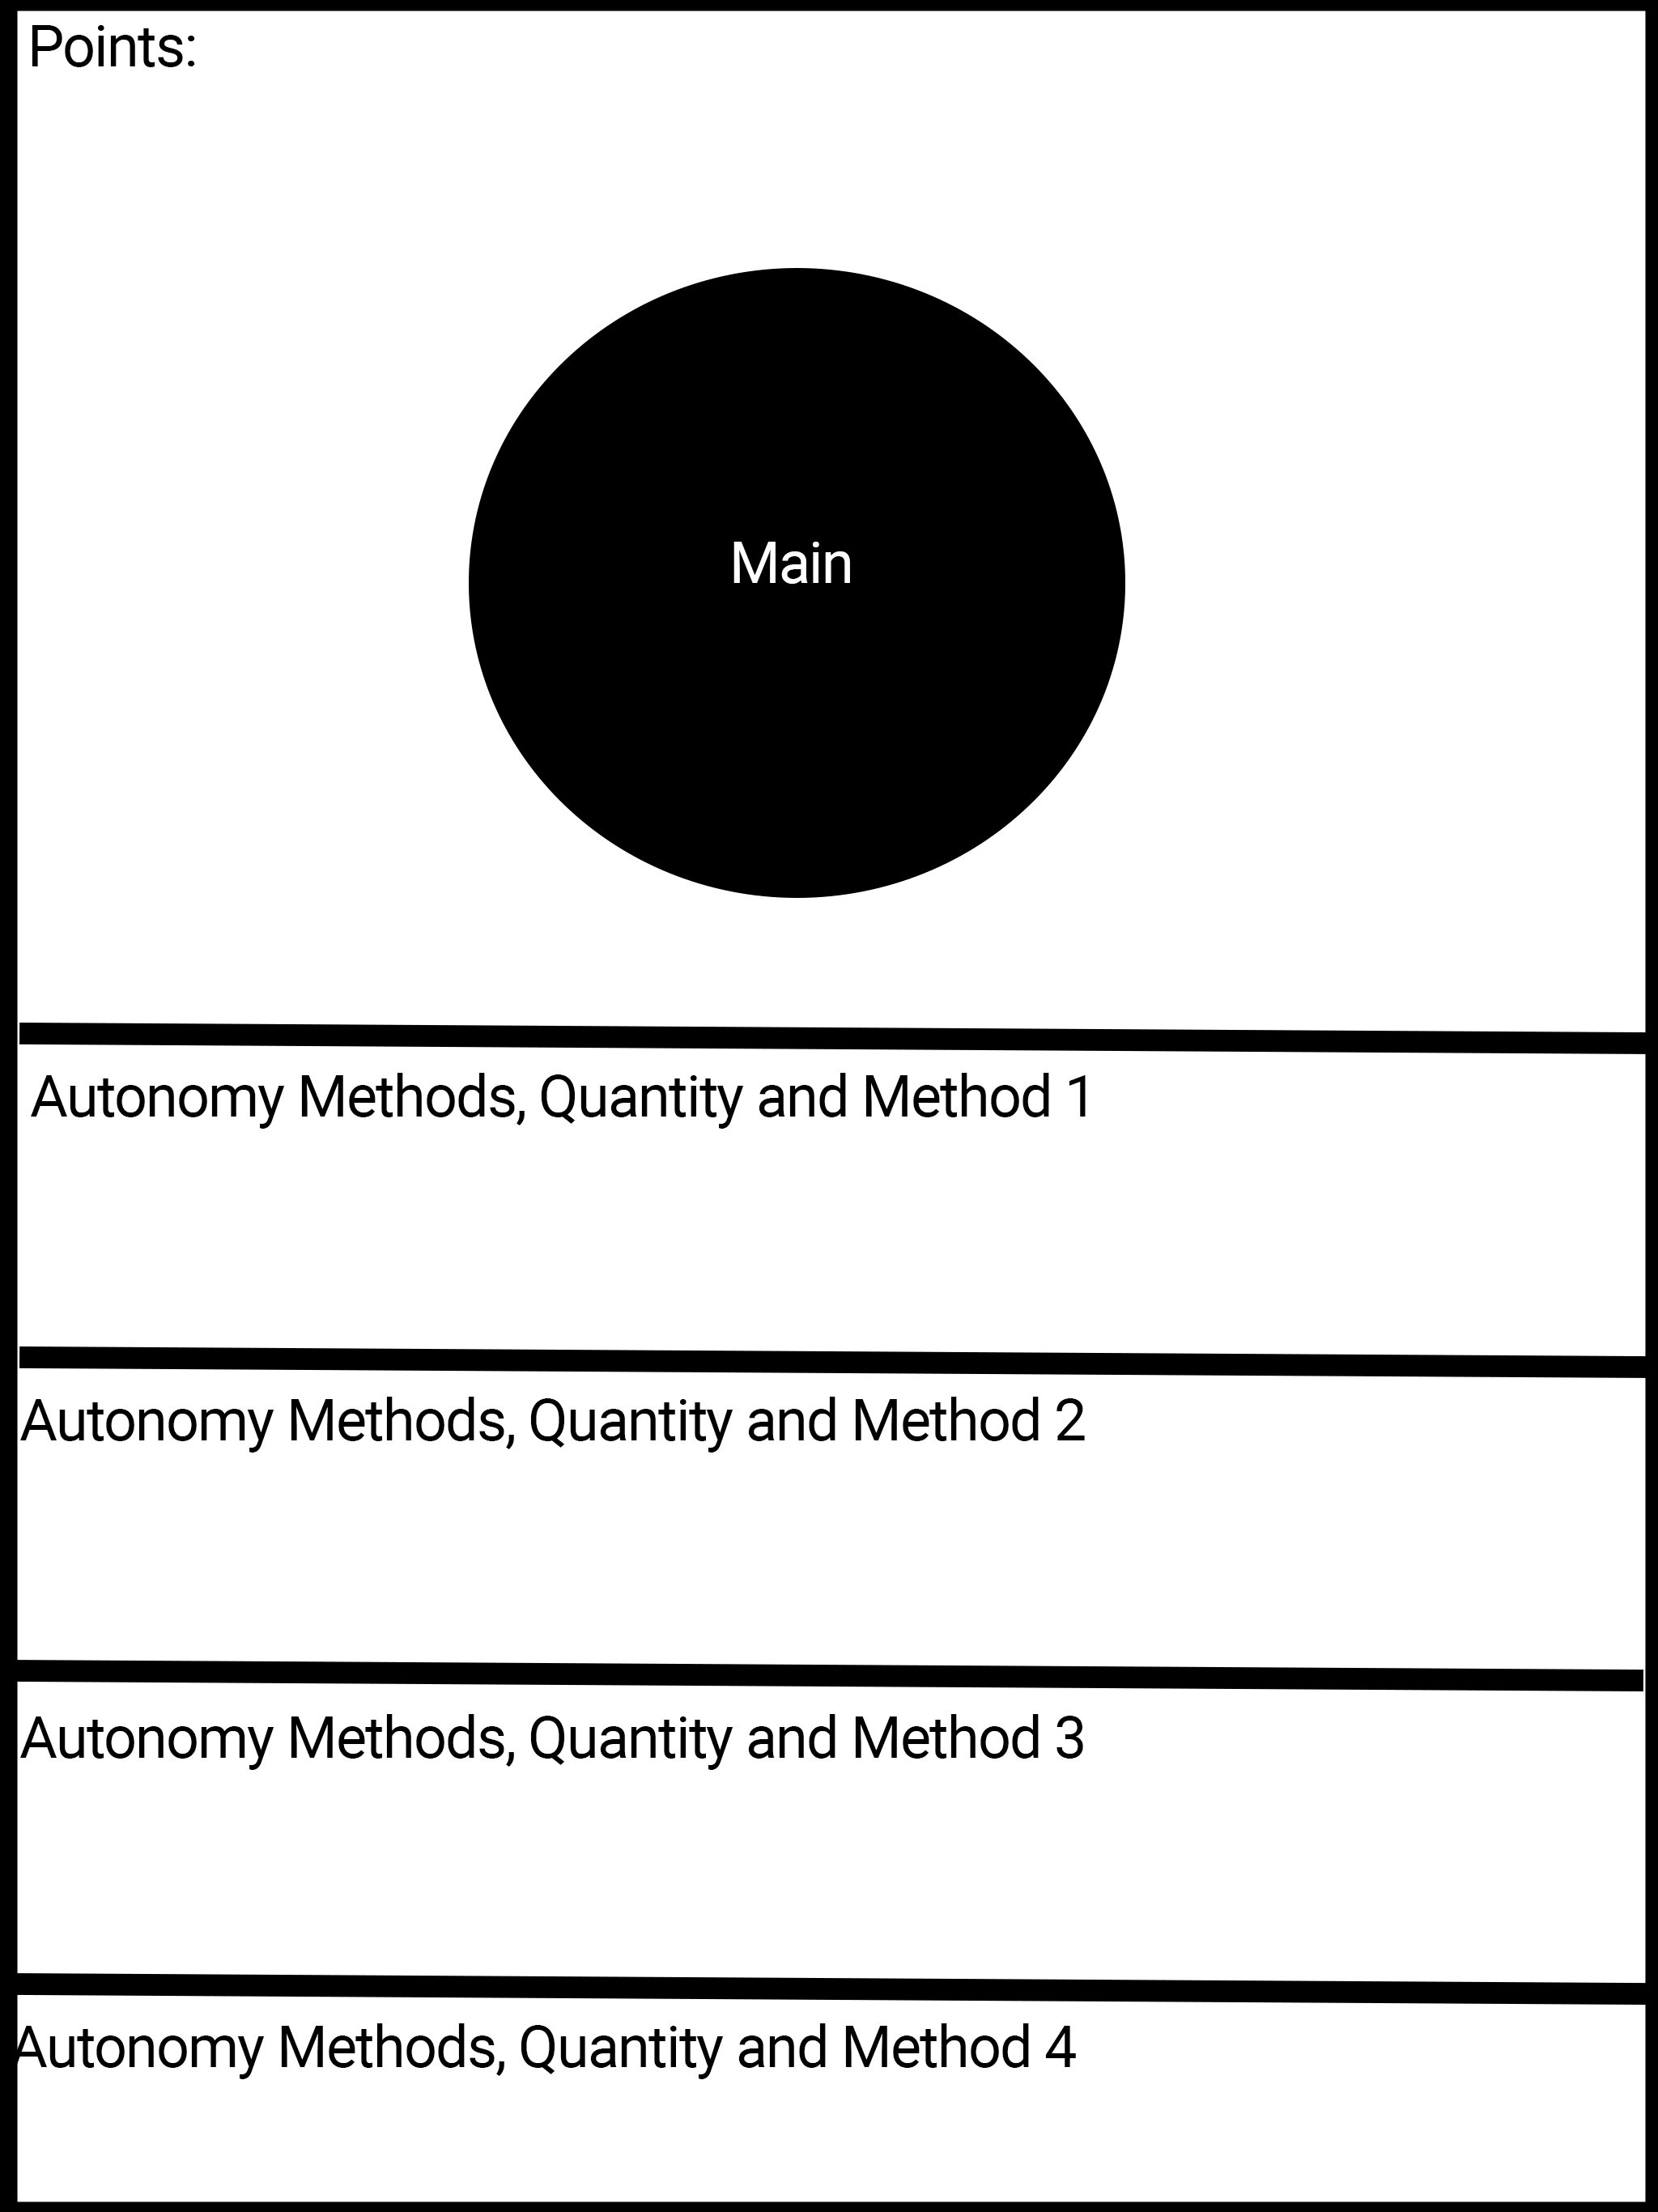 Points:
Main
Autonomy Methods, Quantity and Method 1
Autonomy Methods, Quantity and Method 2
Autonomy Methods, Quantity and Method 3
Autonomy Methods, Quantity and Method 4